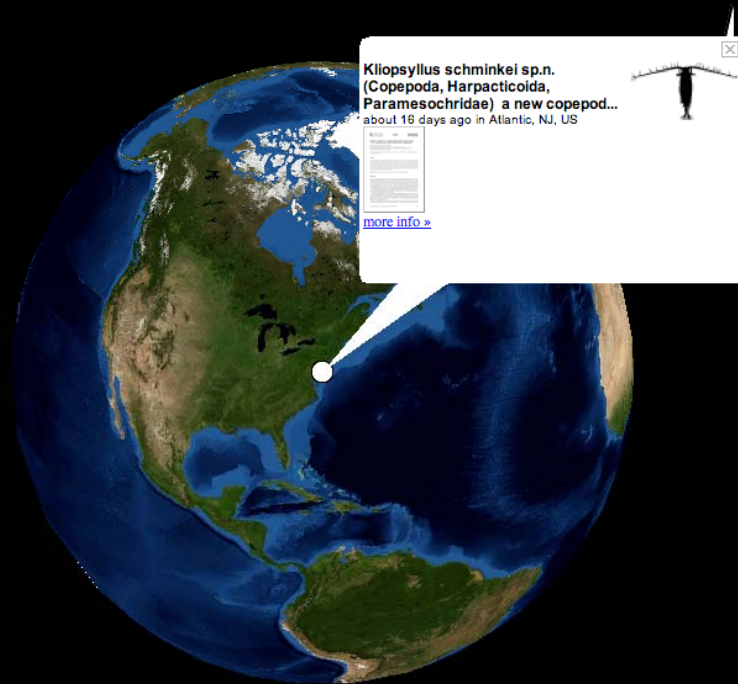 Kliopsyllus schminkei sp.n.
(Copepoda, Harpacticoida,
Paramesochridae) a new copepod...
about 16 days ago in Atlantic, NJ, US
more info »